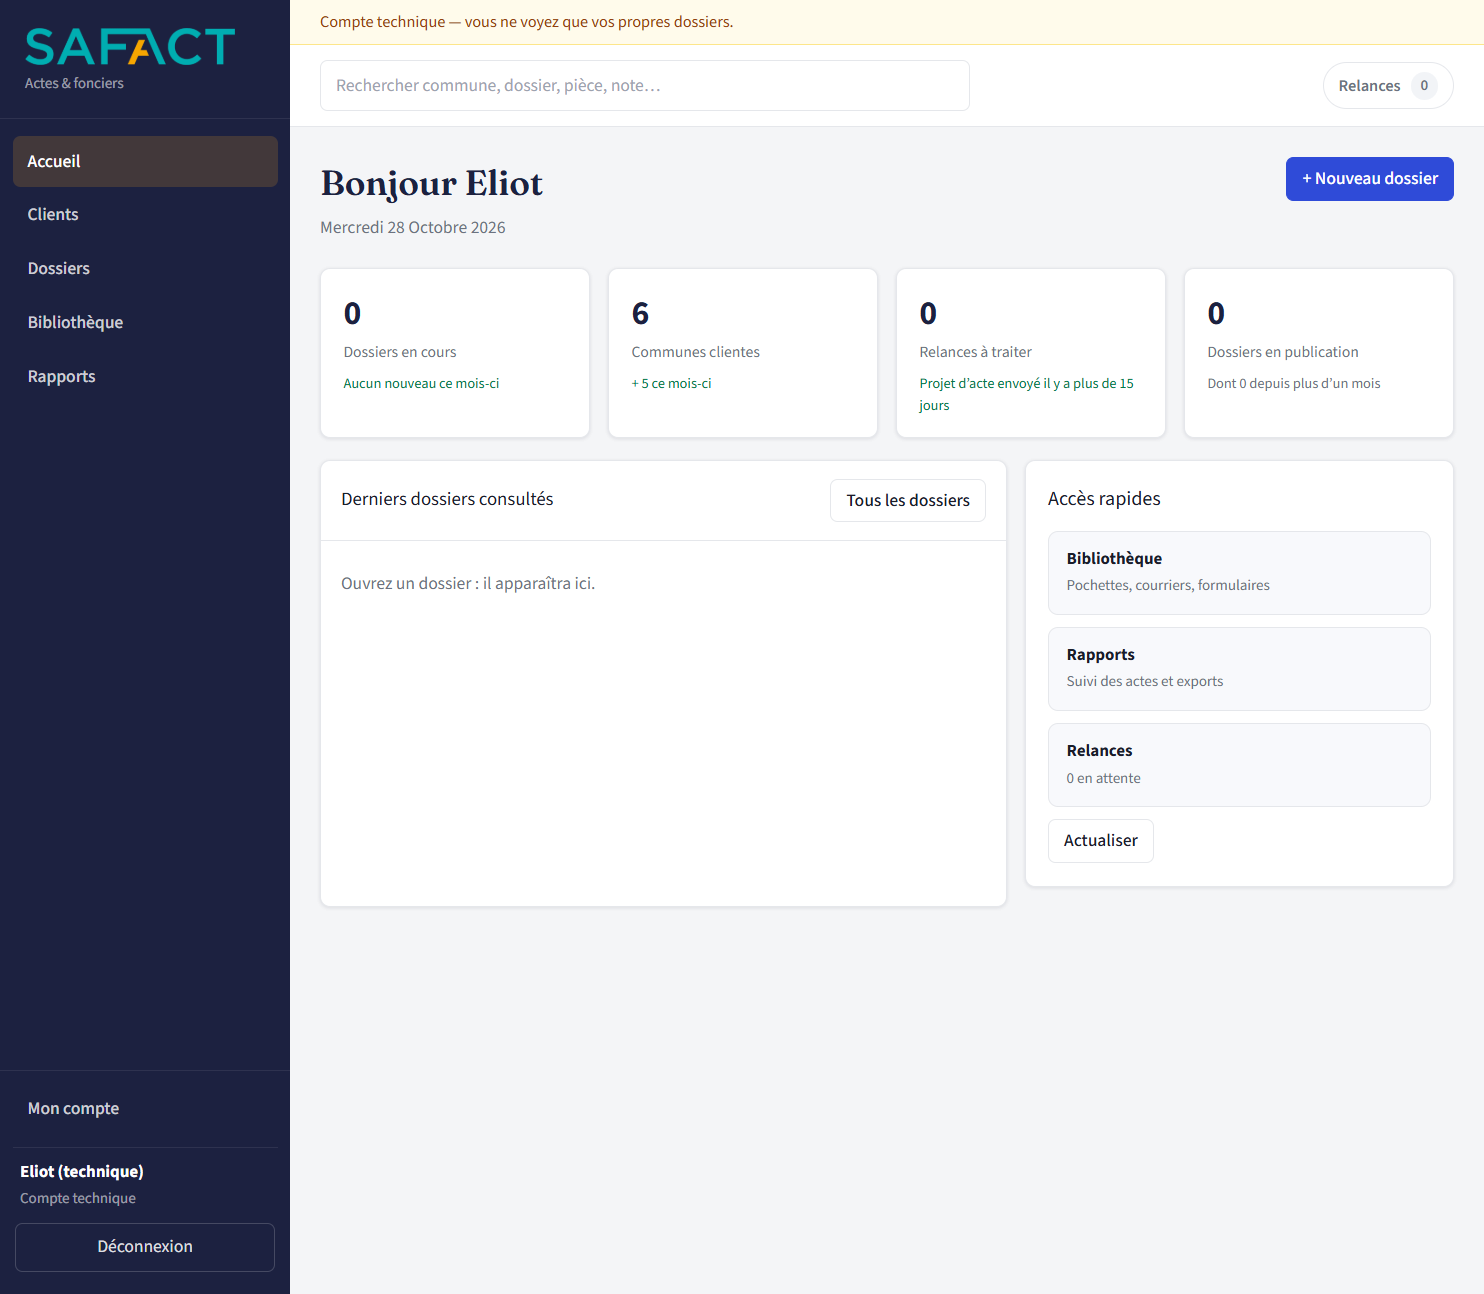 SAFACT
Actes & fonciers
Accueil
Clients
Dossiers
Bibliothèque
Rapports
Mon compte
Eliot (technique)
Compte technique
Déconnexion
Compte technique — vous ne voyez que vos propres dossiers.
Rechercher commune, dossier, pièce, note…
Relances 0
Bonjour Eliot
+ Nouveau dossier
Mercredi 28 Octobre 2026
0
Dossiers en cours
Aucun nouveau ce mois-ci
6
Communes clientes
+ 5 ce mois-ci
0
Relances à traiter
Projet d’acte envoyé il y a plus de 15
jours
0
Dossiers en publication
Dont 0 depuis plus d’un mois
Derniers dossiers consultés
Tous les dossiers
Ouvrez un dossier : il apparaîtra ici.
Accès rapides
Bibliothèque
Pochettes, courriers, formulaires
Rapports
Suivi des actes et exports
Relances
0 en attente
Actualiser